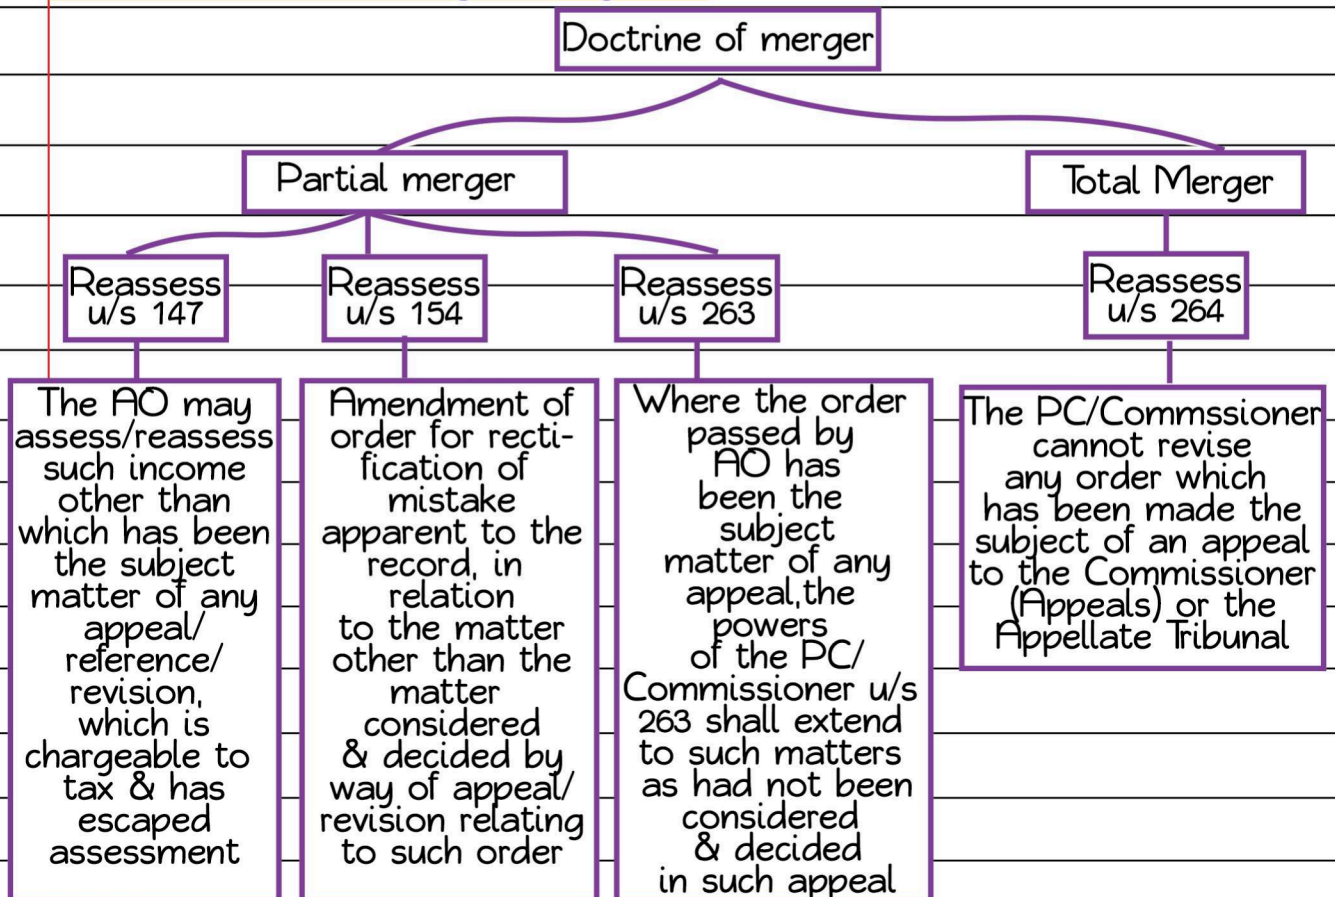 Doctrine of merger
Partial merger
Total Merger
Reassess
u/s 147
Reassess
u/s 154
Reassess
u/s 263
Reassess
u/s 264
The AO may
assess/reassess
such income
other than
which has been
the subject
matter of any
appeal/
reference/
revision,
which is
chargeable to
tax & has
escaped
assessment
Amendment of
order for recti-
fication of
mistake
apparent to the
record, in
relation
to the matter
other than the
matter
considered
& decided by
way of appeal/
revision relating
to such order
Where the order
passed by
AO has
been the
subject
matter of any
appeal,the
powers
of the PC/
Commissioner u/s
263 shall extend
to such matters
as had not been
considered
& decided
in such appeal
The PC/Commssioner
cannot revise
any order which
has been made the
subject of an appeal
to the Commissioner
(Appeals) or the
Appellate Tribunal